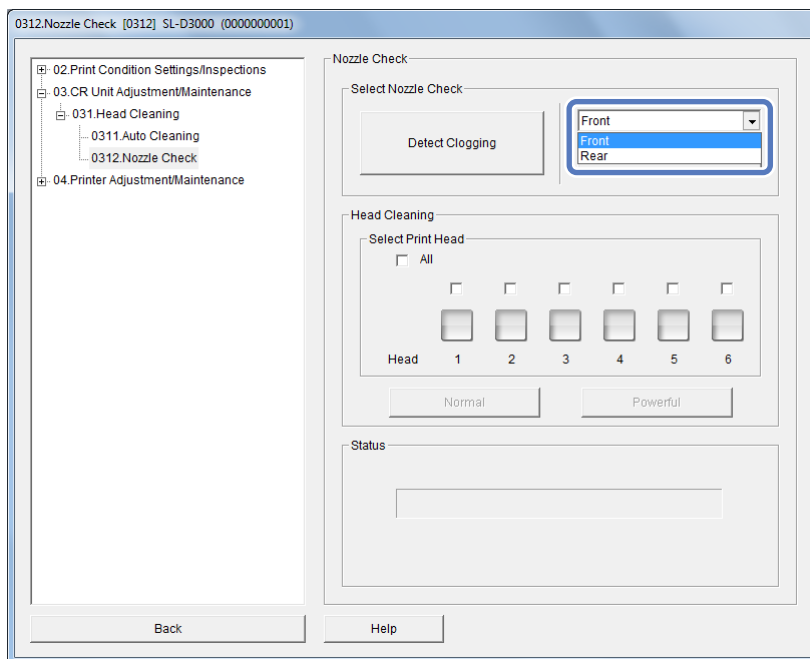 0312.Nozzle Check [0312] SL-D3000 (0000000001)
02.Print Condition Settings/Inspections
03.CR Unit Adjustment/Maintenance
031.Head Cleaning
0311.Auto Cleaning
0312.Nozzle Check
04.Printer Adjustment/Maintenance
Back
Nozzle Check
Select Nozzle Check
Detect Clogging
Front
Front
Rear
Head Cleaning
Select Print Head
All
Head 1 2 3 4 5 6
Normal Powerful
Status
Help